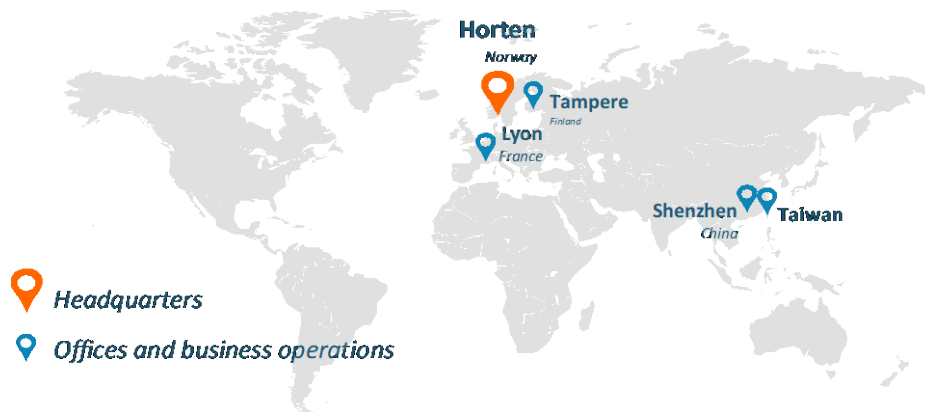 Horten
Norway
Tampere
Finland
Lyon
France
Shenzhen
China
Taiwan
Headquarters
Offices and business operations